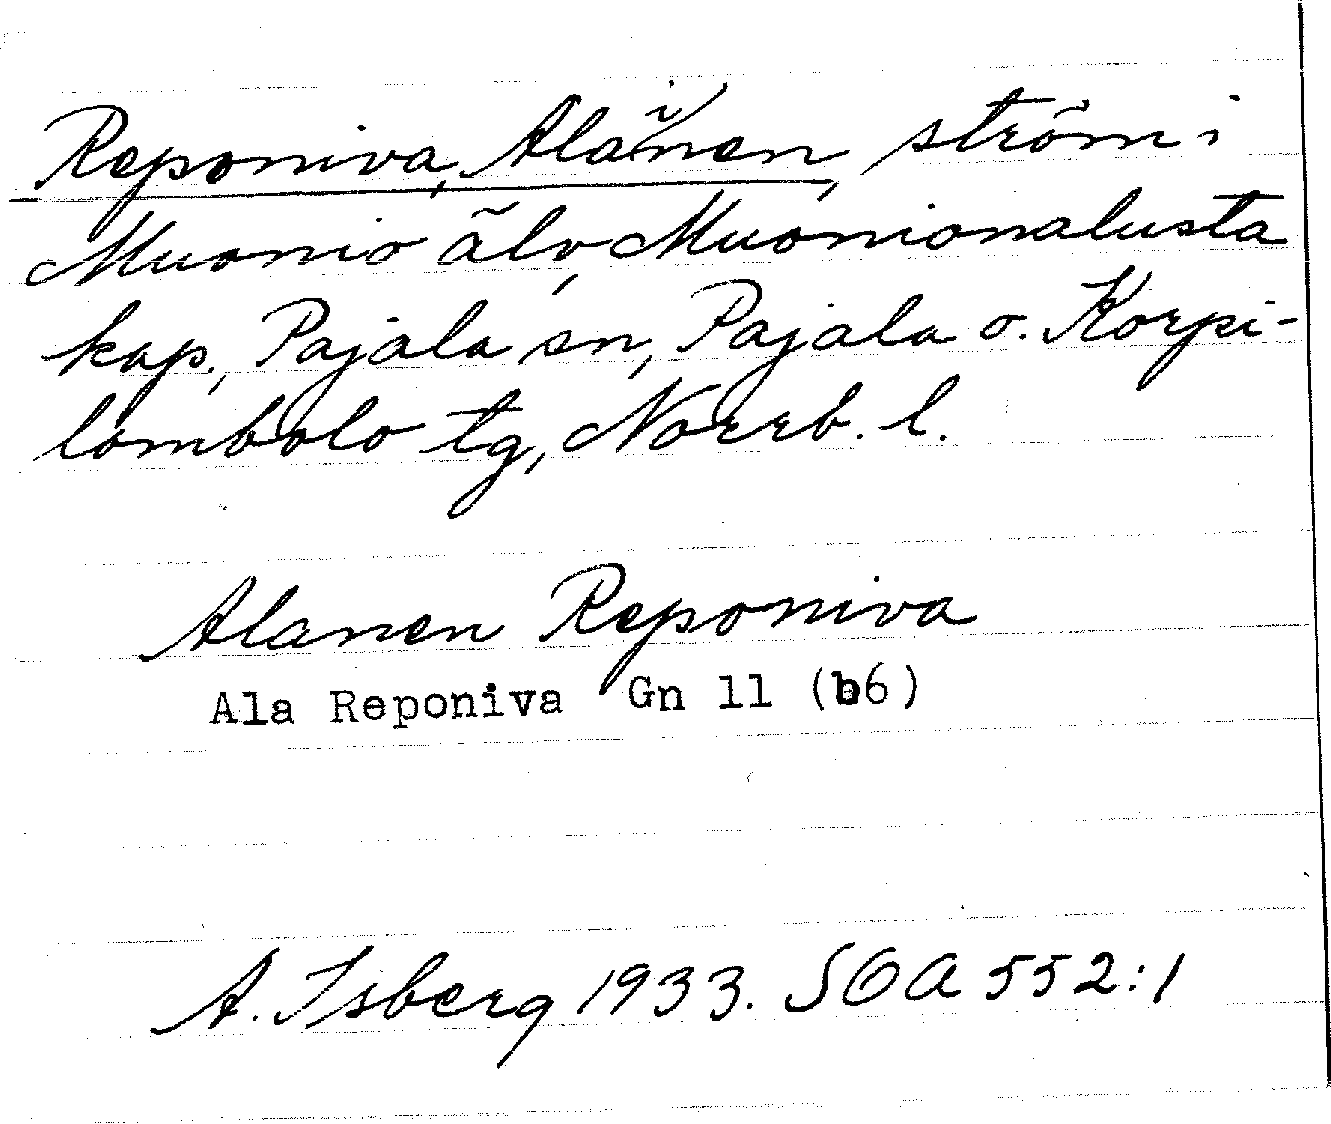 Reponiva, Alainen, ström i
Muonio älv, Muonionalusta
kap., Pajala sn, Pajala o. Korpi-
lombolo tg, Norrb. l.
Alanen Reponiva
Ala Reponiva Gn 11 (b6)
A. Isberg 1933. SOA 552:1